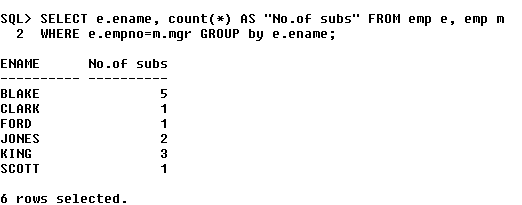 SQL> SELECT e.ename, count(*) AS "No.of subs" FROM emp e, emp m
  2  WHERE e.empno=m.mgr GROUP by e.ename;
ENAME      No.of subs
---------- ----------
BLAKE               5
CLARK               1
FORD                1
JONES               2
KING                3
SCOTT               1
6 rows selected.